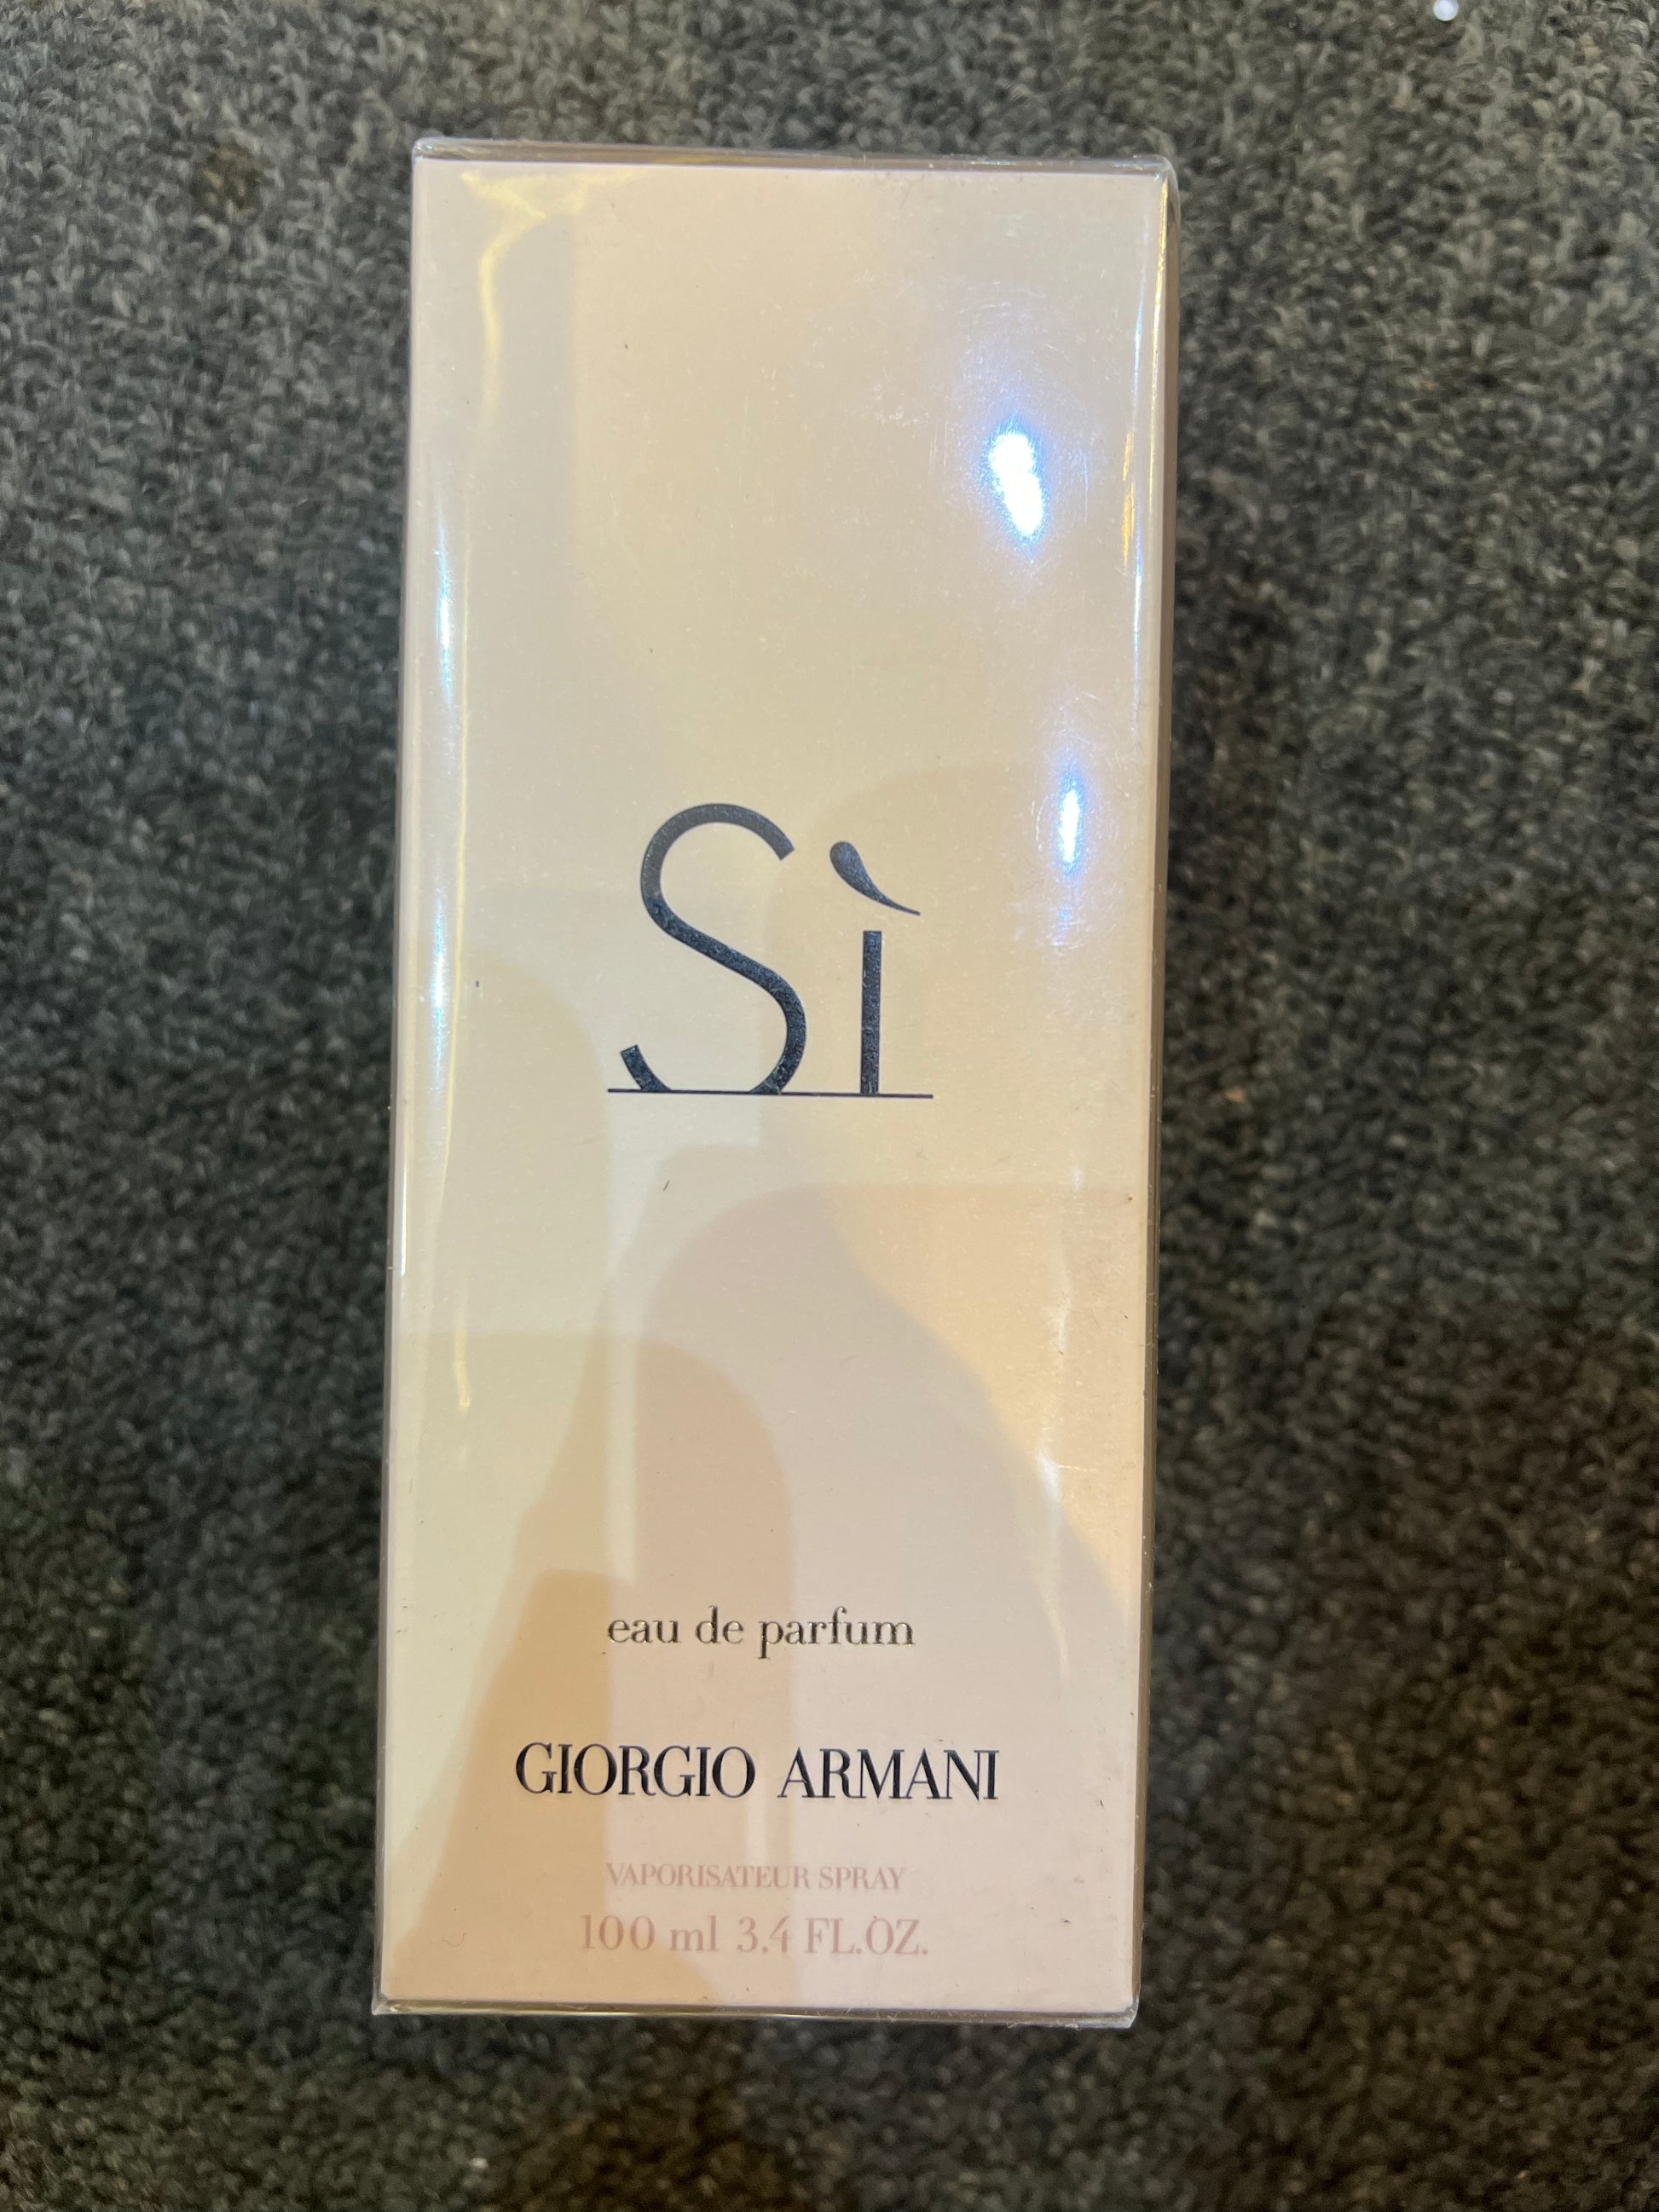 Sì
eau de parfum
GIORGIO ARMANI
VAPORISATEUR SPRAY
100 ml 3.4 FL.OZ.